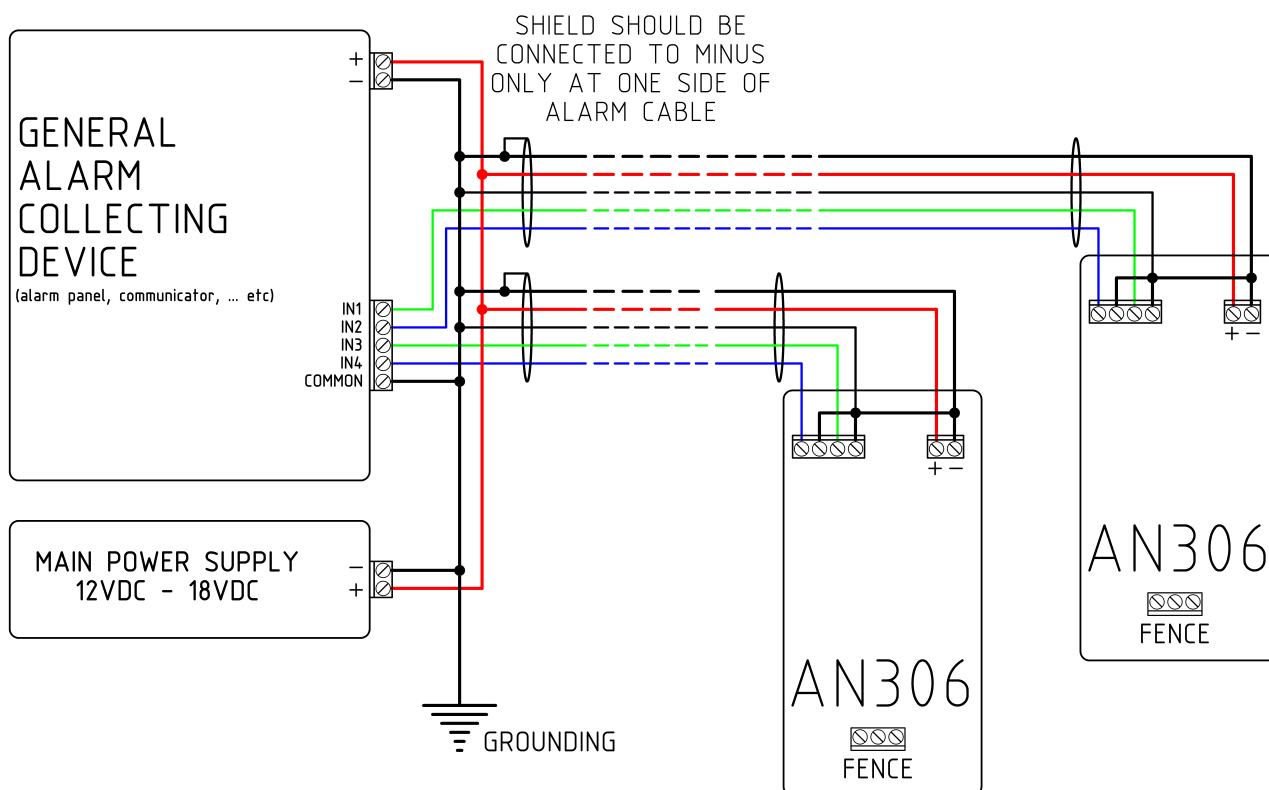 SHIELD SHOULD BE
CONNECTED TO MINUS
ONLY AT ONE SIDE OF
ALARM CABLE
+
−
GENERAL
ALARM
COLLECTING
DEVICE
(alarm panel, communicator, ... etc)
IN1
IN2
IN3
IN4
COMMON
+ −
+ −
MAIN POWER SUPPLY
12VDC - 18VDC
−
+
GROUNDING
AN306
FENCE
AN306
FENCE